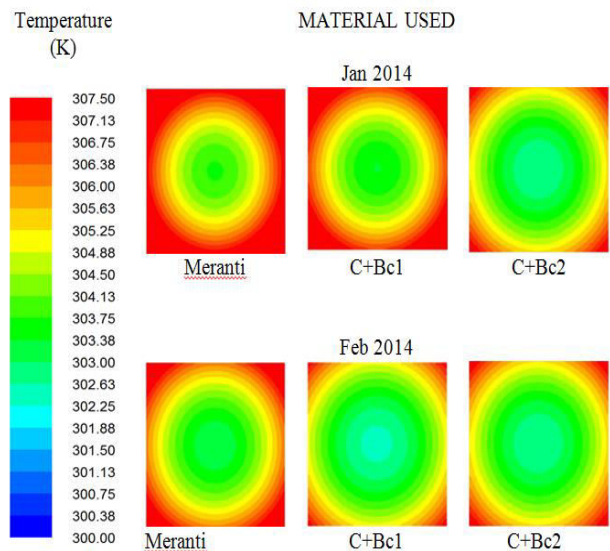 Temperature
(K)
MATERIAL USED
Jan 2014
307.50
307.13
306.75
306.38
306.00
305.63
305.25
304.88
304.50
304.13
303.75
303.38
303.00
302.63
302.25
301.88
301.50
301.13
300.75
300.38
300.00
Meranti
C+Bc1
C+Bc2
Feb 2014
Meranti
C+Bc1
C+Bc2